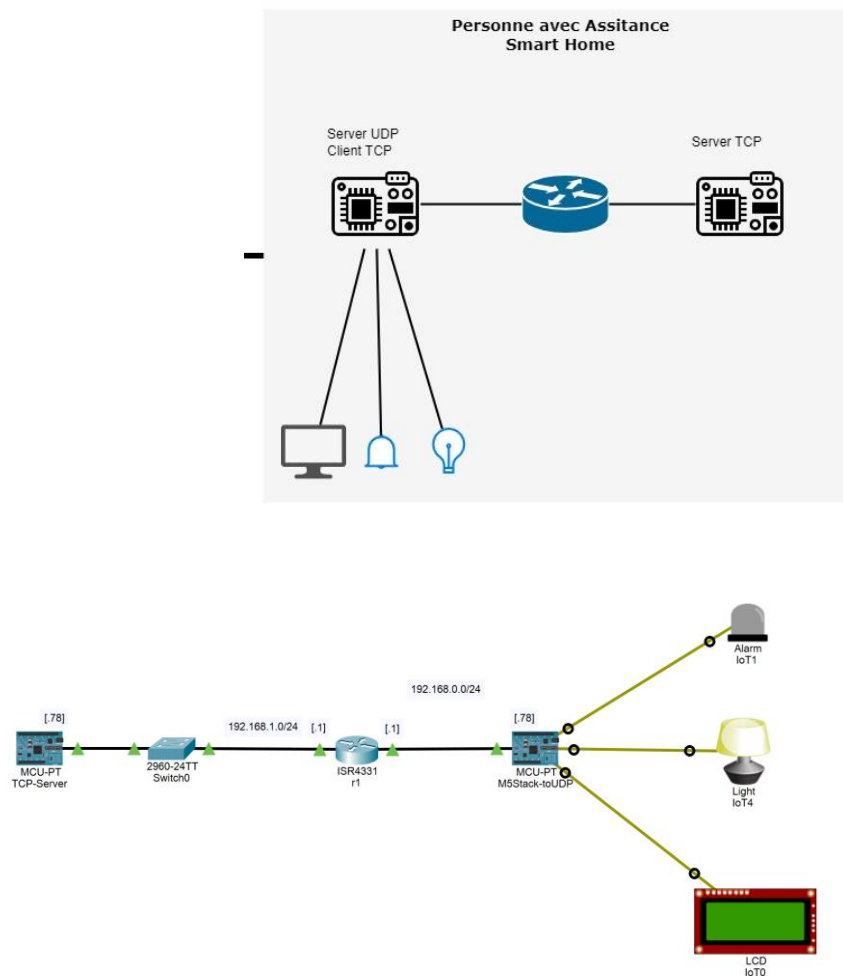 Personne avec Assitance
Smart Home
Server UDP
Client TCP
Server TCP
Alarm
IoT1
192.168.0.0/24
[.78]
192.168.1.0/24
[.1]
[.1]
[.78]
MCU-PT
TCP-Server
2960-24TT
Switch0
ISR4331
r1
MCU-PT
M5Stack-toUDP
Light
IoT4
LCD
IoT0